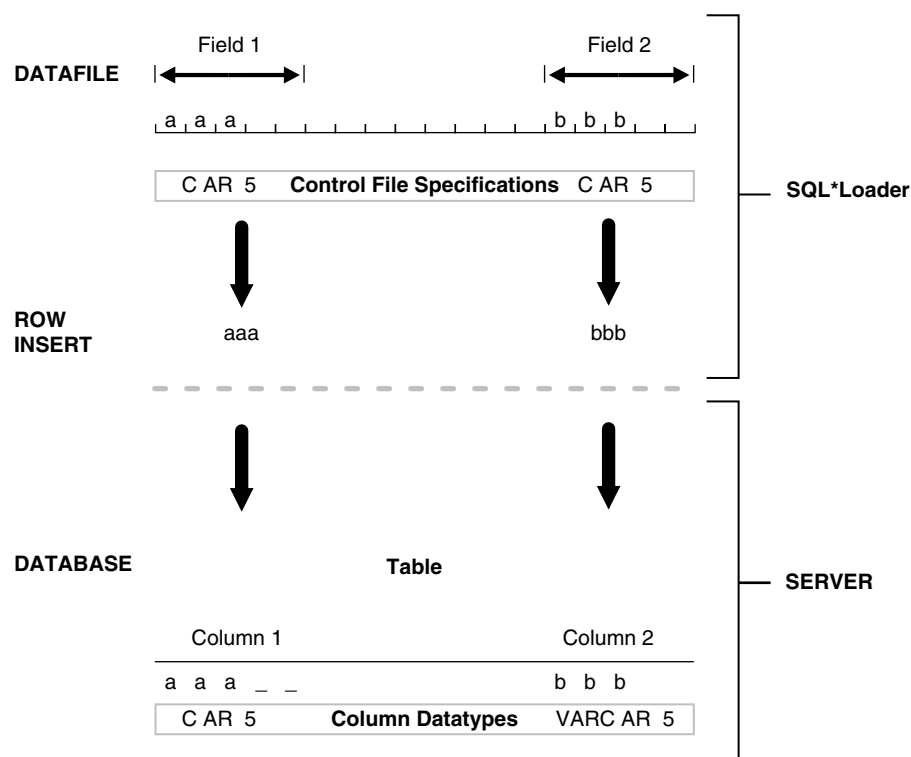 Field 1 Field 2
DATAFILE
a a a b b b
C AR 5 Control File Specifications C AR 5
SQL*Loader
ROW
INSERT
aaa bbb
DATABASE
Table
SERVER
Column 1 Column 2
a a a _ _ b b b
C AR 5 Column Datatypes VARC AR 5